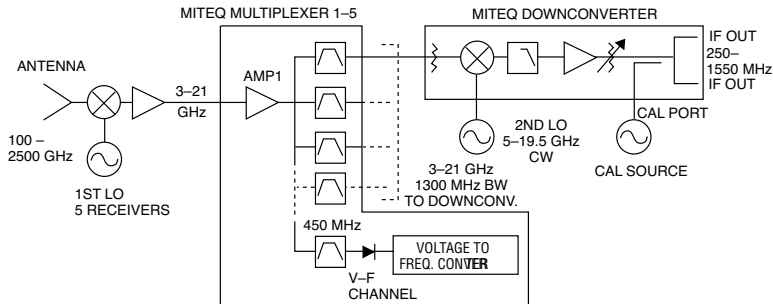 MITEQ MULTIPLEXER 1–5
MITEQ DOWNCONVERTER
ANTENNA
100 –
2500 GHz
1ST LO
5 RECEIVERS
3–21
GHz
AMP1
450 MHz
V–F
CHANNEL
VOLTAGE TO
FREQ. CONVTER
3–21 GHz
1300 MHz BW
TO DOWNCONV.
2ND LO
5–19.5 GHz
CW
CAL PORT
CAL SOURCE
IF OUT
250–
1550 MHz
IF OUT